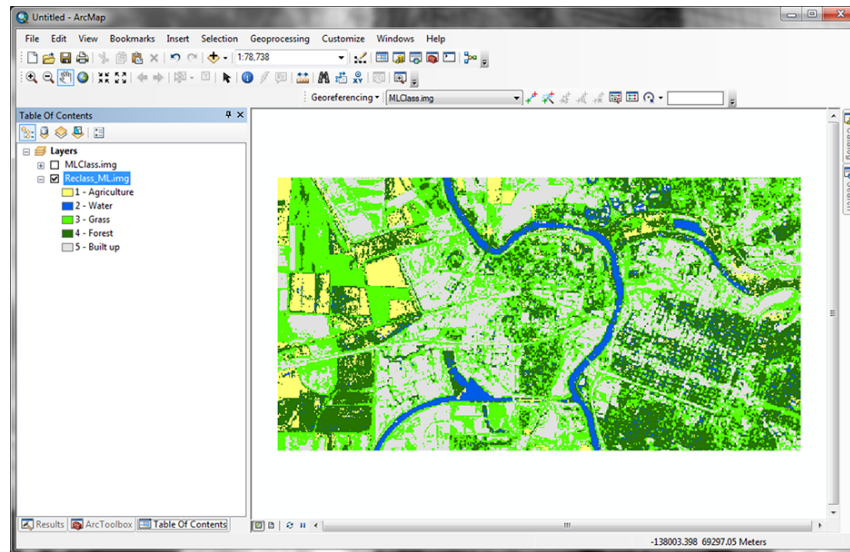 Untitled - ArcMap
File Edit View Bookmarks Insert Selection Geoprocessing Customize Windows Help
1:78,738
Georeferencing MLClass.img
Table Of Contents
Layers
MLClass.img
Reclass_ML.img
1 - Agriculture
2 - Water
3 - Grass
4 - Forest
5 - Built up
Results ArcToolbox Table Of Contents
-138003.398 69297.05 Meters